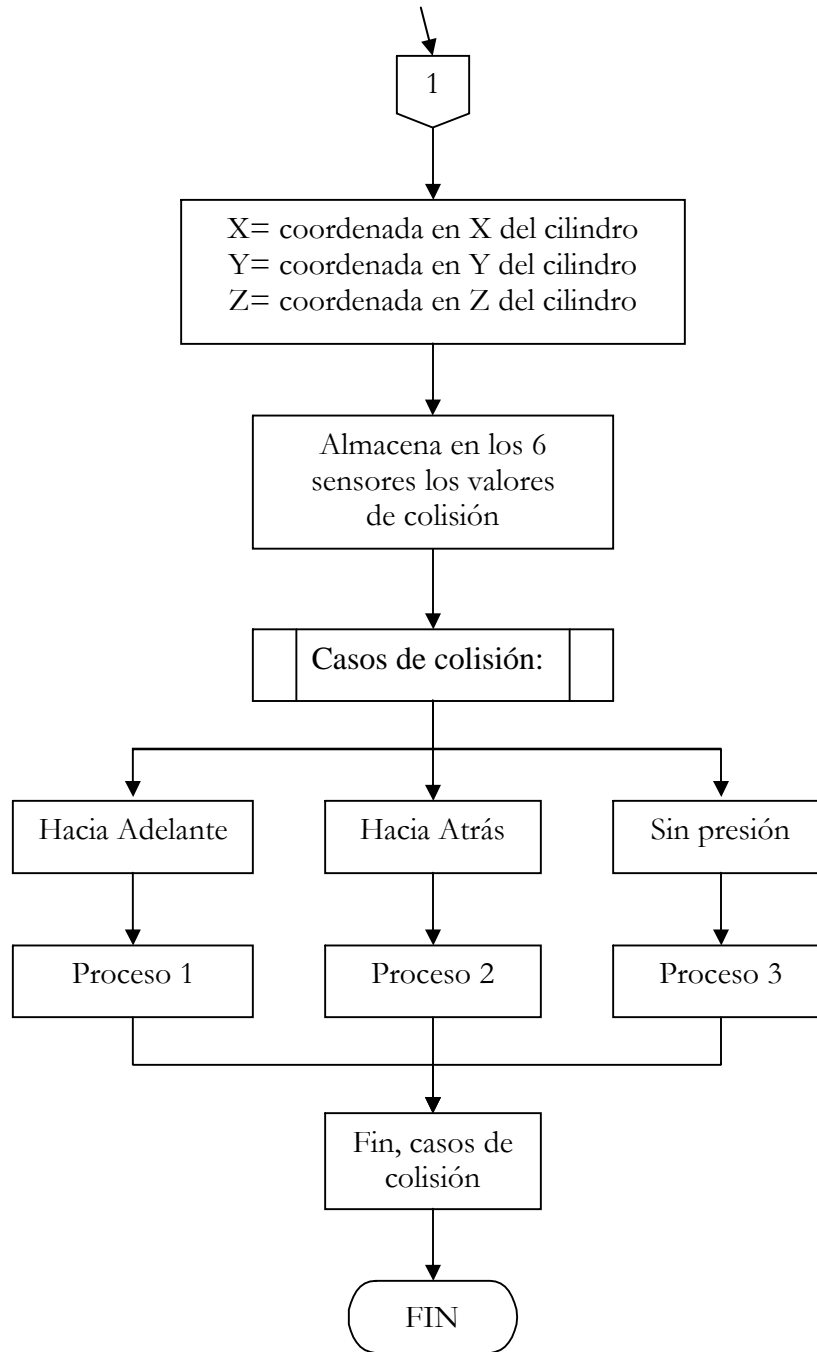 1
X= coordenada en X del cilindro
Y= coordenada en Y del cilindro
Z= coordenada en Z del cilindro
Almacena en los 6
sensores los valores
de colisión
Casos de colisión:
Hacia Adelante
Hacia Atrás
Sin presión
Proceso 1
Proceso 2
Proceso 3
Fin, casos de
colisión
FIN